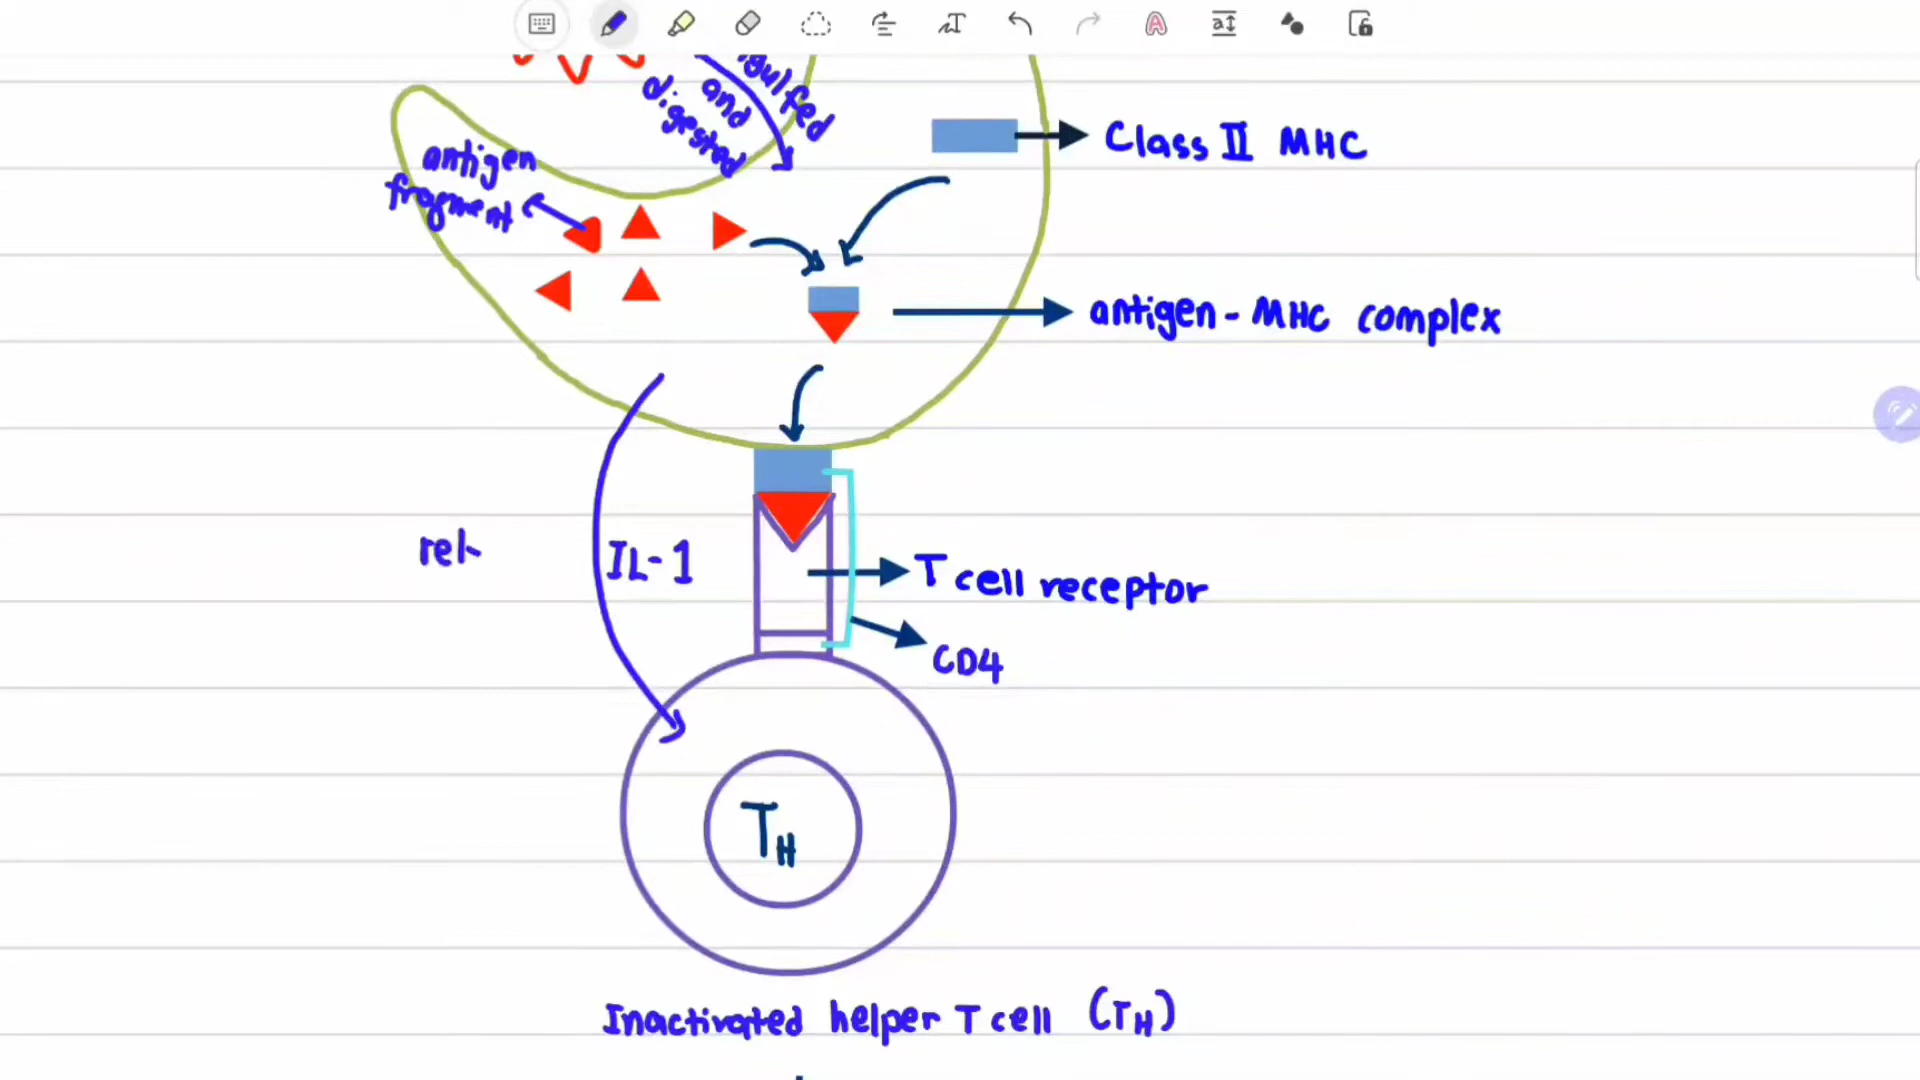 gulfed
and
digested
antigen
fragment
Class II MHC
antigen - MHC complex
rel
IL-1
T cell receptor
CD4
TH
Inactivated helper T cell (TH)